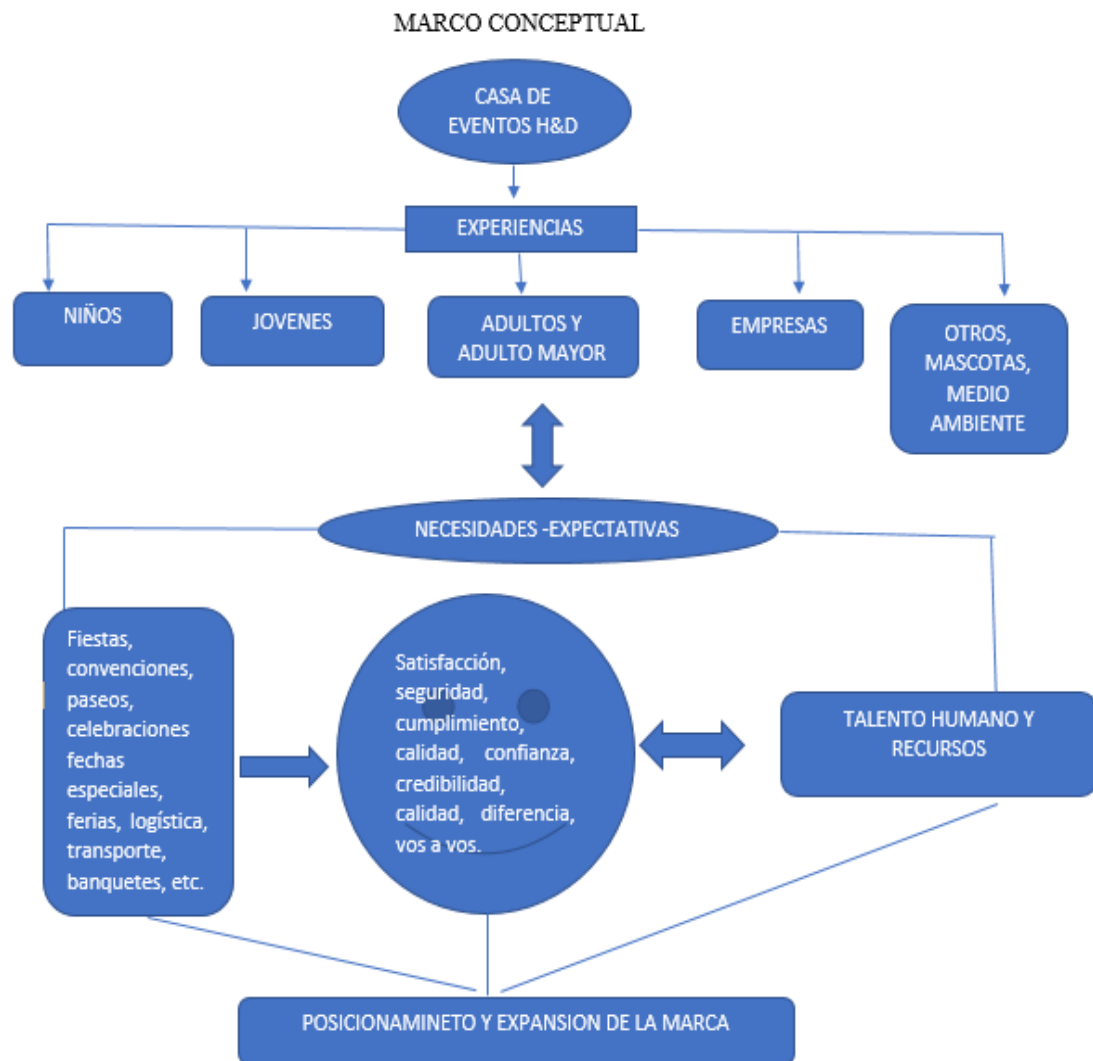 MARCO CONCEPTUAL
CASA DE
EVENTOS H&D
EXPERIENCIAS
NIÑOS
JOVENES
ADULTOS Y
ADULTO MAYOR
EMPRESAS
OTROS,
MASCOTAS,
MEDIO
AMBIENTE
NECESIDADES -EXPECTATIVAS
Fiestas,
convenciones,
paseos,
celebraciones
fechas
especiales,
ferias, logística,
transporte,
banquetes, etc.
Satisfacción,
seguridad,
cumplimiento,
calidad, confianza,
credibilidad,
calidad, diferencia,
vos a vos.
TALENTO HUMANO Y
RECURSOS
POSICIONAMINETO Y EXPANSION DE LA MARCA